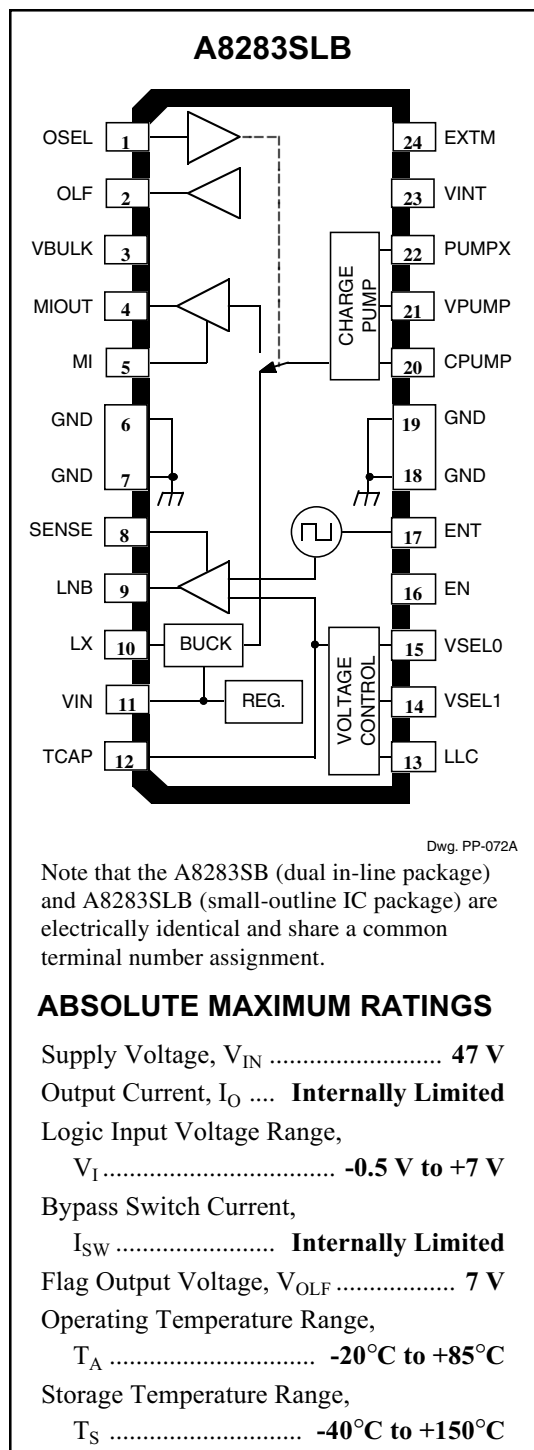 A8283SLB
OSEL 1
OLF 2
VBULK 3
MIOUT 4
MI 5
GND 6
GND 7
SENSE 8
LNB 9
LX 10
VIN 11
TCAP 12
24 EXTM
23 VINT
22 PUMPX
21 VPUMP
20 CPUMP
19 GND
18 GND
17 ENT
16 EN
15 VSEL0
14 VSEL1
13 LLC
CHARGE
PUMP
BUCK
REG.
VOLTAGE
CONTROL
Dwg. PP-072A
Note that the A8283SB (dual in-line package)
and A8283SLB (small-outline IC package) are
electrically identical and share a common
terminal number assignment.
ABSOLUTE MAXIMUM RATINGS
Supply Voltage, VIN .......................... 47 V
Output Current, IO .... Internally Limited
Logic Input Voltage Range,
VI ................................... -0.5 V to +7 V
Bypass Switch Current,
ISW ........................ Internally Limited
Flag Output Voltage, VOLF .................. 7 V
Operating Temperature Range,
TA .............................. -20°C to +85°C
Storage Temperature Range,
TS ............................ -40°C to +150°C